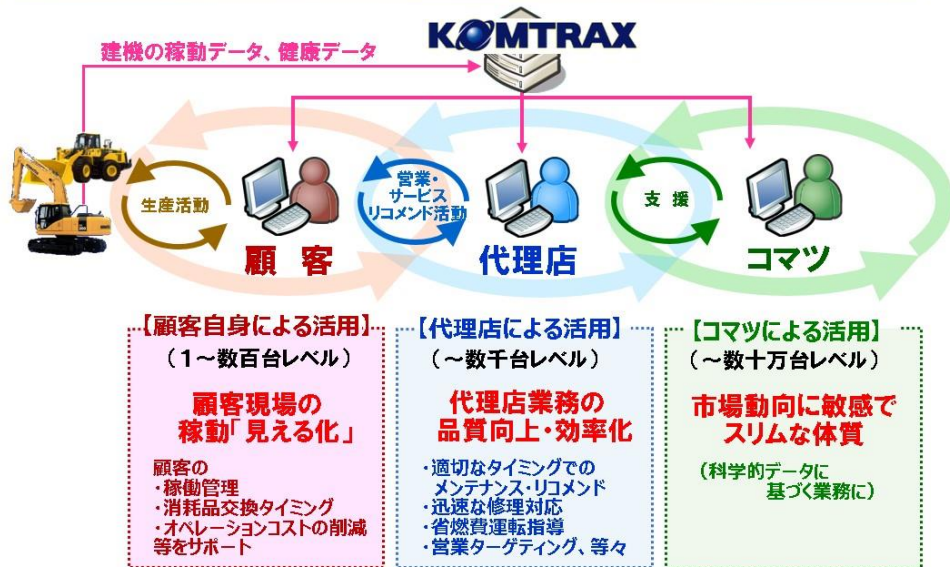 KOMTRAX
建機の稼動データ、健康データ
生産活動
営業・
サービス
リコメンド活動
支 援
顧 客
代理店
コマツ
【顧客自身による活用】
（1～数百台レベル）
顧客現場の
稼動「見える化」
顧客の
・稼働管理
・消耗品交換タイミング
・オペレーションコストの削減
等をサポート
【代理店による活用】
（～数千台レベル）
代理店業務の
品質向上・効率化
・適切なタイミングでの
メンテナンス・リコメンド
・迅速な修理対応
・省燃費運転指導
・営業ターゲティング、等々
【コマツによる活用】
（～数十万台レベル）
市場動向に敏感で
スリムな体質
（科学的データに
基づく業務に）